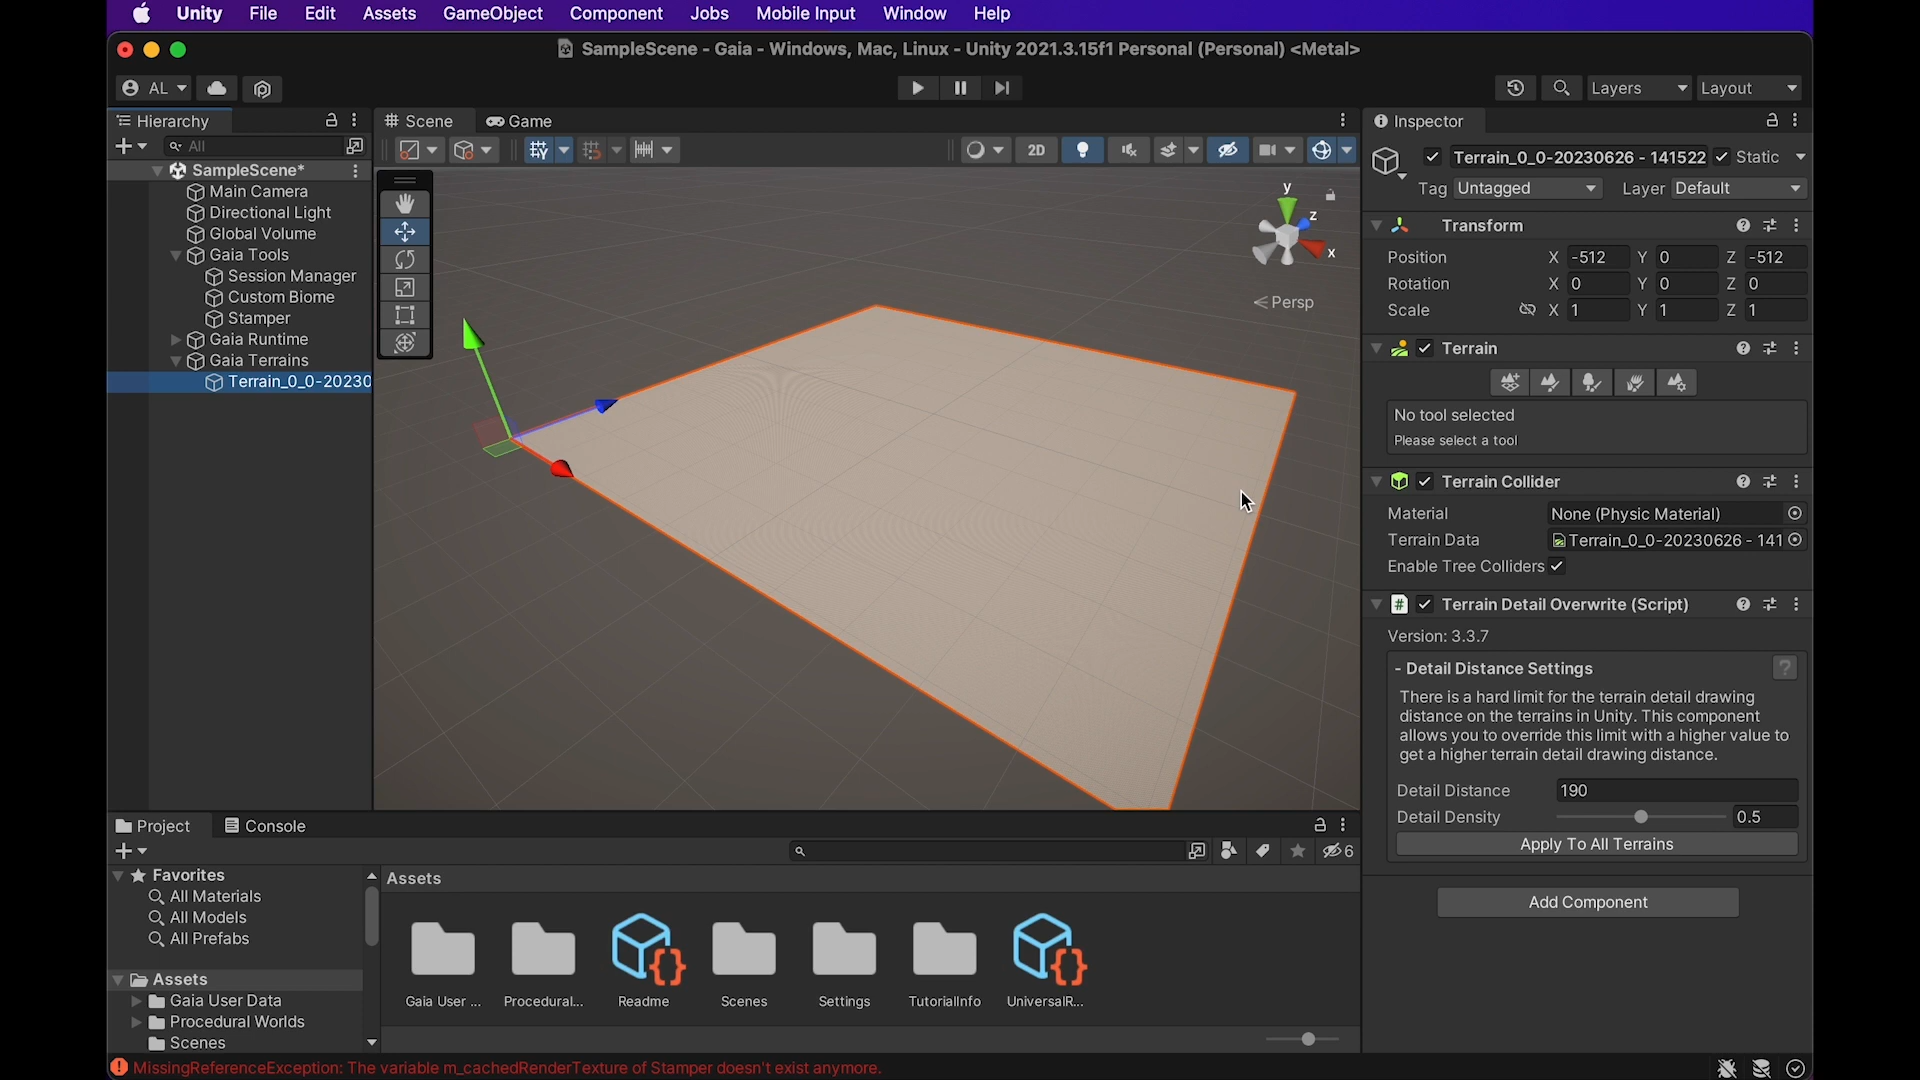 Unity File Edit Assets GameObject Component Jobs Mobile Input Window Help
SampleScene - Gaia - Windows, Mac, Linux - Unity 2021.3.15f1 Personal (Personal) <Metal>
AL
Layers
Layout
Hierarchy
All
SampleScene*
Main Camera
Directional Light
Global Volume
Gaia Tools
Session Manager
Custom Biome
Stamper
Gaia Runtime
Gaia Terrains
Terrain_0_0-20230
Scene
Game
2D
y
z
x
Persp
Inspector
Terrain_0_0-20230626 - 141522
Static
Tag Untagged
Layer Default
Transform
Position X -512 Y 0 Z -512
Rotation X 0 Y 0 Z 0
Scale X 1 Y 1 Z 1
Terrain
No tool selected
Please select a tool
Terrain Collider
Material None (Physic Material)
Terrain Data Terrain_0_0-20230626 - 141
Enable Tree Colliders
# Terrain Detail Overwrite (Script)
Version: 3.3.7
- Detail Distance Settings
?
There is a hard limit for the terrain detail drawing
distance on the terrains in Unity. This component
allows you to override this limit with a higher value to
get a higher terrain detail drawing distance.
Detail Distance 190
Detail Density 0.5
Apply To All Terrains
Add Component
Project
Console
6
Favorites
All Materials
All Models
All Prefabs
Assets
Gaia User Data
Procedural Worlds
Scenes
Assets
Gaia User ...
Procedural...
Readme
Scenes
Settings
TutorialInfo
UniversalR...
MissingReferenceException: The variable m_cachedRenderTexture of Stamper doesn't exist anymore.